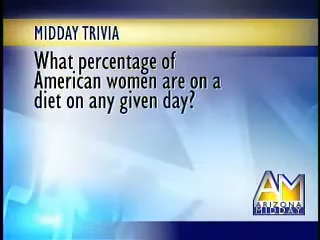 MIDDAY TRIVIA
What percentage of
American women are on a
diet on any given day?
AM
ARIZONA
MIDDAY